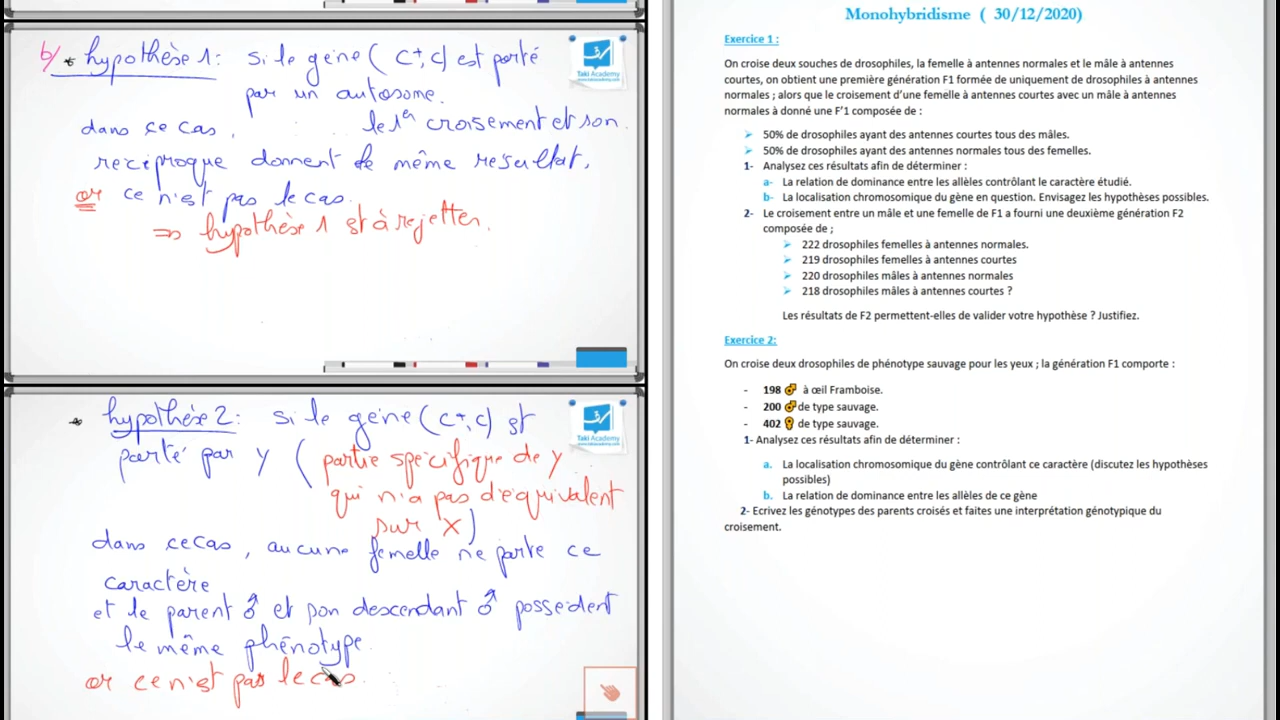 b/ * hypothèse 1: si le gène (c+, c) est porté
par un autosome.
dans ce cas, le 1er croisement et son
reciproque donnent le même resultat,
or ce n'est pas le cas.
=> hypothèse 1 st à rejetter.
Taki Academy
www.takiacademy.com
* hypothèse 2: si le gène (c+, c) st
porté par y (partie spécifique de y
qui n'a pas d'équivalent
sur X)
dans ce cas, aucune femelle ne porte ce
caractère
et le parent ♂ et son descendant ♂ possèdent
le même phénotype.
or ce n'est pas le cas.
Taki Academy
www.takiacademy.com
Monohybridisme ( 30/12/2020)
Exercice 1 :
On croise deux souches de drosophiles, la femelle à antennes normales et le mâle à antennes
courtes, on obtient une première génération F1 formée de uniquement de drosophiles à antennes
normales ; alors que le croisement d'une femelle à antennes courtes avec un mâle à antennes
normales à donné une F'1 composée de :
➢ 50% de drosophiles ayant des antennes courtes tous des mâles.
➢ 50% de drosophiles ayant des antennes normales tous des femelles.
1- Analysez ces résultats afin de déterminer :
a- La relation de dominance entre les allèles contrôlant le caractère étudié.
b- La localisation chromosomique du gène en question. Envisagez les hypothèses possibles.
2- Le croisement entre un mâle et une femelle de F1 a fourni une deuxième génération F2
composée de ;
➢ 222 drosophiles femelles à antennes normales.
➢ 219 drosophiles femelles à antennes courtes
➢ 220 drosophiles mâles à antennes normales
➢ 218 drosophiles mâles à antennes courtes ?
Les résultats de F2 permettent-elles de valider votre hypothèse ? Justifiez.
Exercice 2:
On croise deux drosophiles de phénotype sauvage pour les yeux ; la génération F1 comporte :
- 198 ♂ à œil Framboise.
- 200 ♂ de type sauvage.
- 402 ♀ de type sauvage.
1- Analysez ces résultats afin de déterminer :
a. La localisation chromosomique du gène contrôlant ce caractère (discutez les hypothèses
possibles)
b. La relation de dominance entre les allèles de ce gène
2- Ecrivez les génotypes des parents croisés et faites une interprétation génotypique du
croisement.